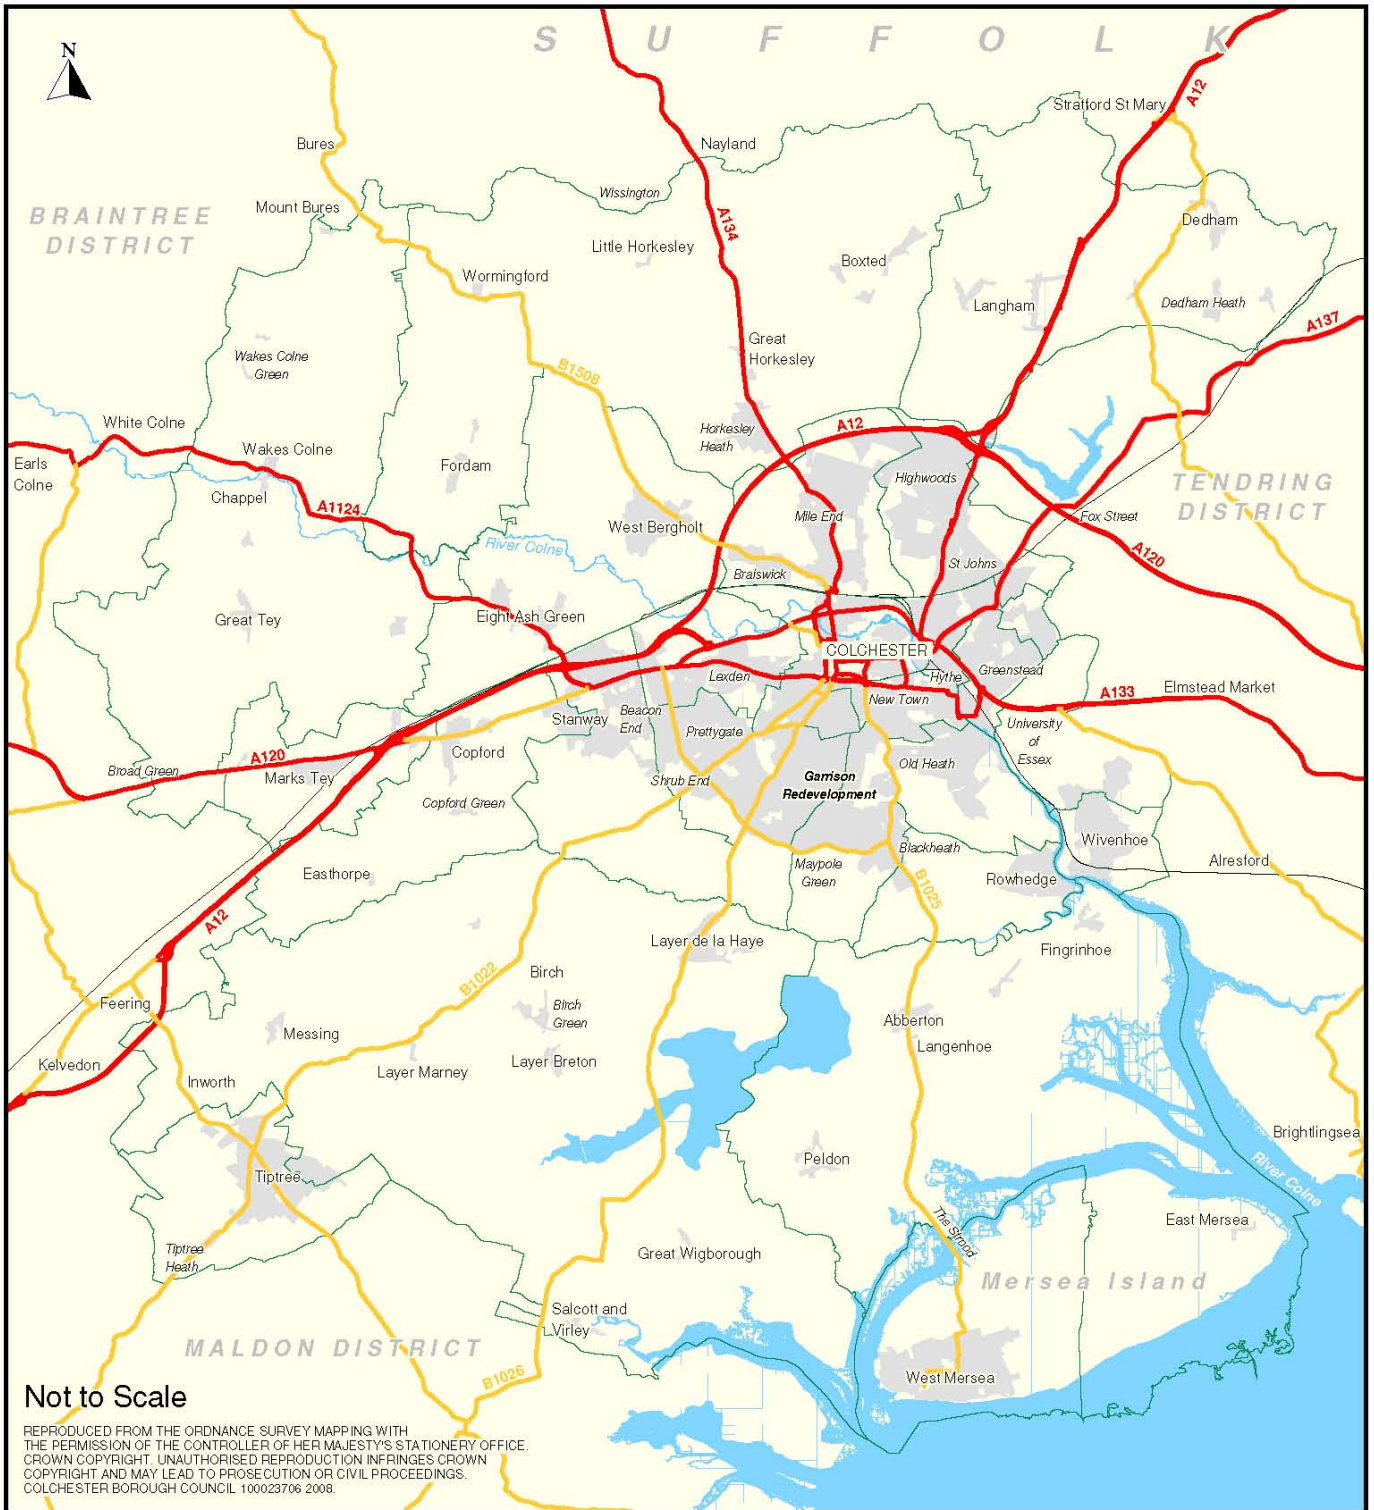 S U F F O L K
N
A12
Stratford St Mary
Bures
Nayland
Wissington
Mount Bures
BRAINTREE
DISTRICT
A134
Dedham
Little Horkesley
Boxted
Wormingford
Langham
Dedham Heath
A137
Great
Horkesley
Wakes Colne
Green
B1508
White Colne
A12
Horkesley
Heath
Wakes Colne
Earls
Colne
Fordam
Highwoods
Chappel
TENDRING
DISTRICT
A1124
Mile End
Fox Street
West Bergholt
River Colne
A120
St Johns
Braiswick
Great Tey
Eight Ash Green
COLCHESTER
Lexden
Hythe
Greenstead
New Town
A133
Elmstead Market
Stanway
Beacon
End
Prettygate
University
of
Essex
Copford
A120
Broad Green
Marks Tey
Shrub End
Old Heath
Garrison
Redevelopment
Copford Green
Wivenhoe
Blackheath
Alresford
Easthorpe
Maypole
Green
Rowhedge
B1025
A12
Layer de la Haye
Fingrinhoe
B1022
Birch
Feering
Birch
Green
Abberton
Messing
Langenhoe
Layer Breton
Kelvedon
Layer Marney
Inworth
Brightlingsea
Peldon
River Colne
Tiptree
The Strood
East Mersea
Tiptree
Heath
Great Wigborough
Mersea Island
Salcott and
Virley
MALDON DISTRICT
B1026
West Mersea
Not to Scale
REPRODUCED FROM THE ORDNANCE SURVEY MAPPING WITH
THE PERMISSION OF THE CONTROLLER OF HER MAJESTY'S STATIONERY OFFICE.
CROWN COPYRIGHT. UNAUTHORISED REPRODUCTION INFRINGES CROWN
COPYRIGHT AND MAY LEAD TO PROSECUTION OR CIVIL PROCEEDINGS.
COLCHESTER BOROUGH COUNCIL 100023706 2008.